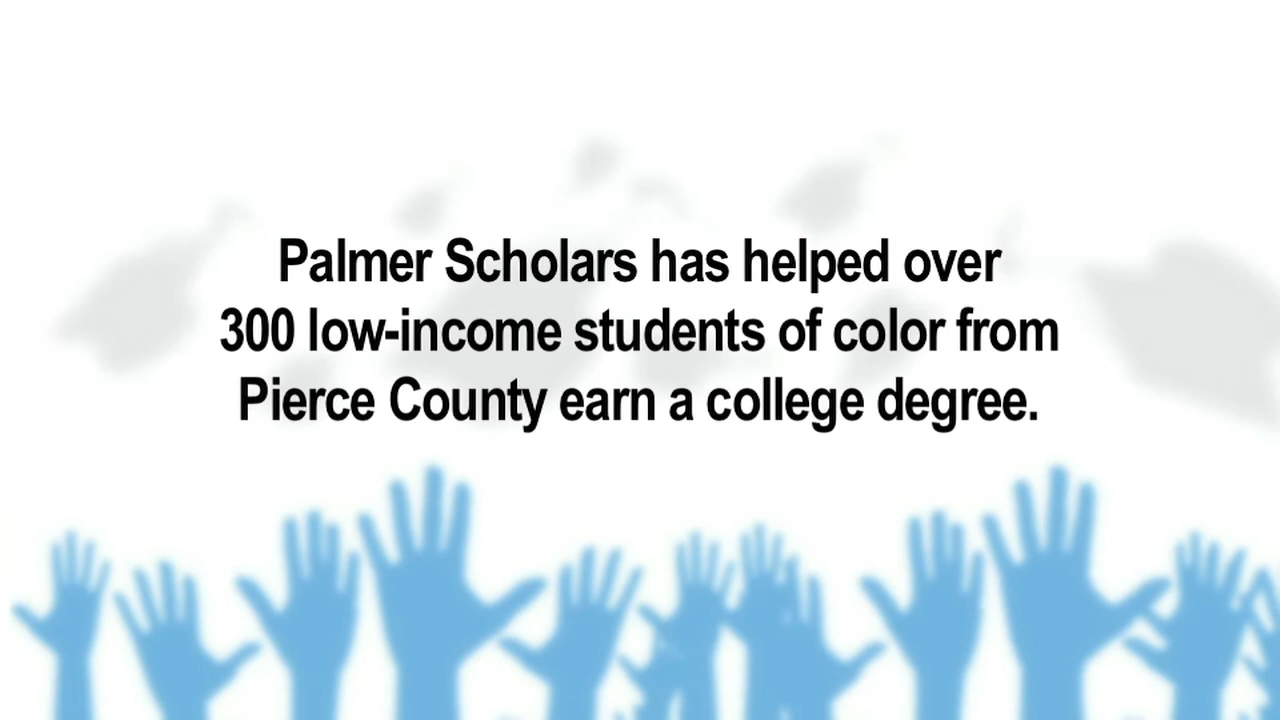 Palmer Scholars has helped over
300 low-income students of color from
Pierce County earn a college degree.